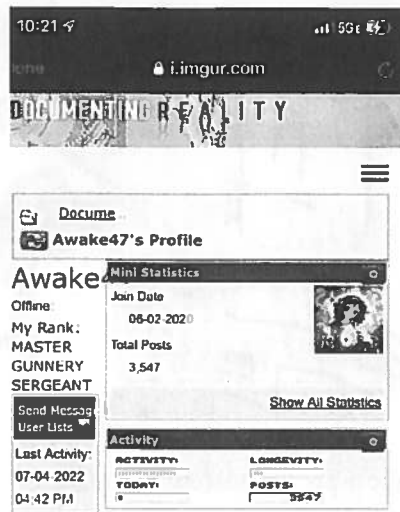 10:21
5GE
i.imgur.com
DOCUMENTING REALITY
Docume
Awake47's Profile
Awake4
Offline
My Rank:
MASTER
GUNNERY
SERGEANT
Send Messag
User Lists
Last Activity:
07-04-2022
04:42 PM
Mini Statistics
Join Date
06-02-2020
Total Posts
3,547
Show All Statistics
Activity
ACTIVITY:
LONGEVITY:
TODAY:
POSTS:
3547